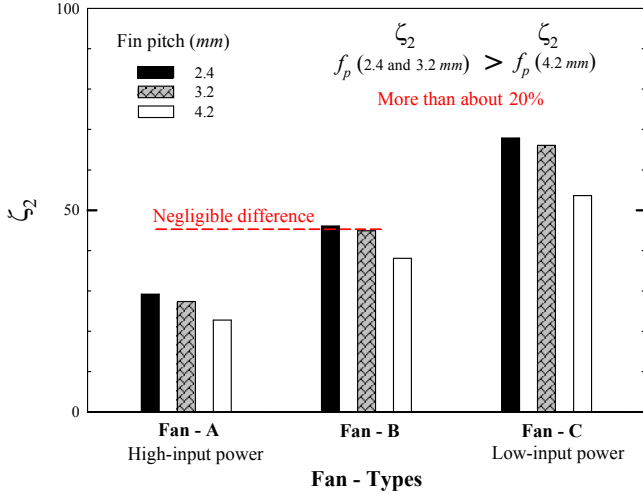 100
50
0
ζ2
Fin pitch (mm)
2.4
3.2
4.2
ζ2 ζ2
fp (2.4 and 3.2 mm) > fp (4.2 mm)
More than about 20%
Negligible difference
Fan - A Fan - B Fan - C
High-input power Low-input power
Fan - Types